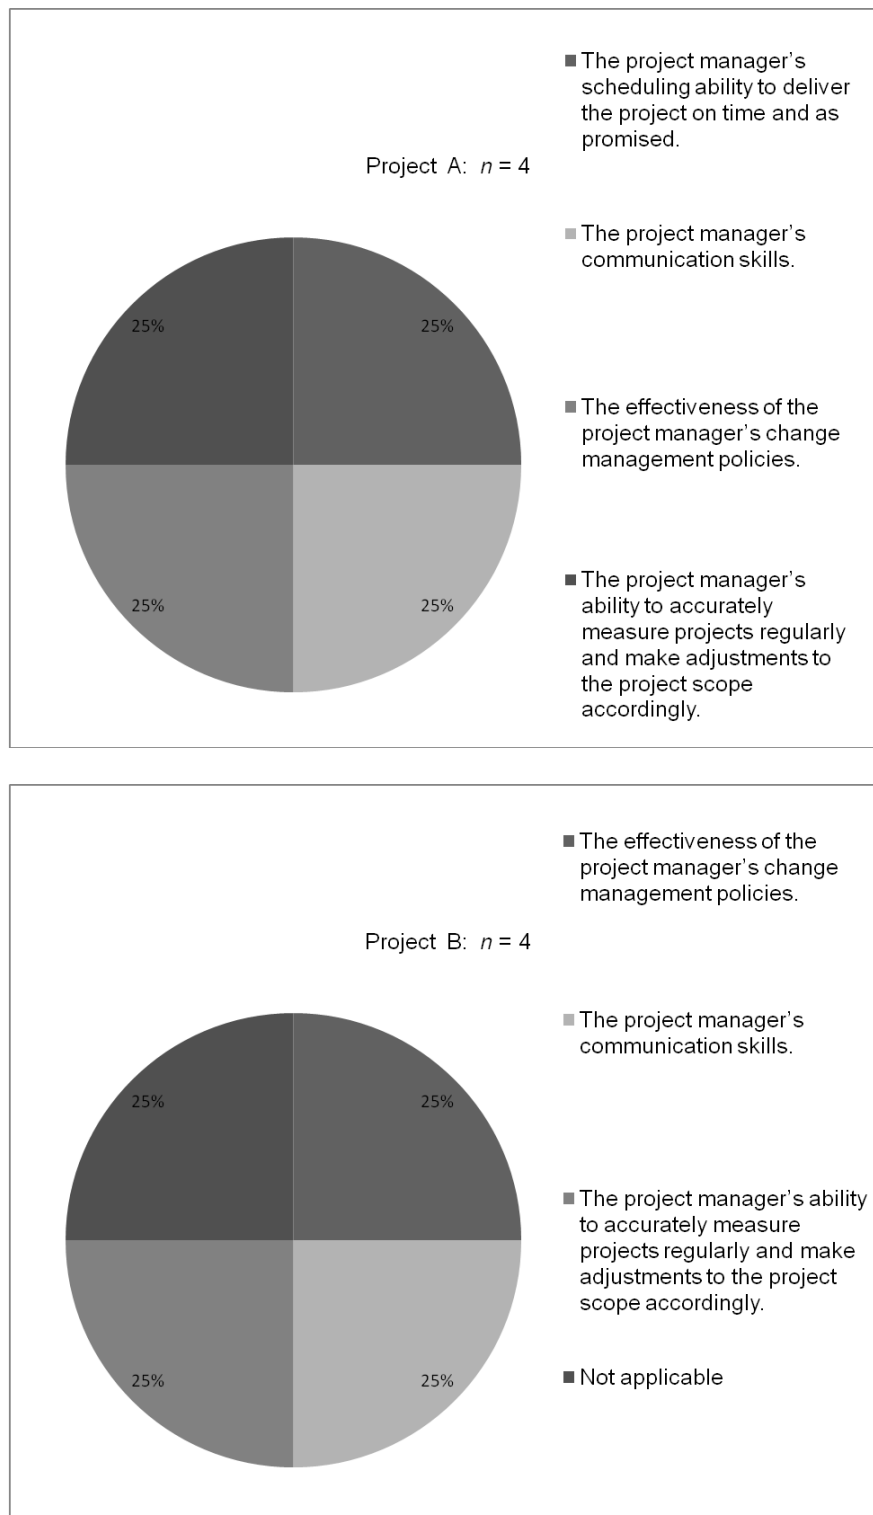 The project manager's
scheduling ability to deliver
the project on time and as
promised.
Project A: n = 4
The project manager's
communication skills.
25%
25%
The effectiveness of the
project manager's change
management policies.
The project manager's
ability to accurately
measure projects regularly
and make adjustments to
the project scope
accordingly.
25%
25%
The effectiveness of the
project manager's change
management policies.
Project B: n = 4
The project manager's
communication skills.
25%
25%
The project manager's ability
to accurately measure
projects regularly and make
adjustments to the project
scope accordingly.
25%
25%
Not applicable